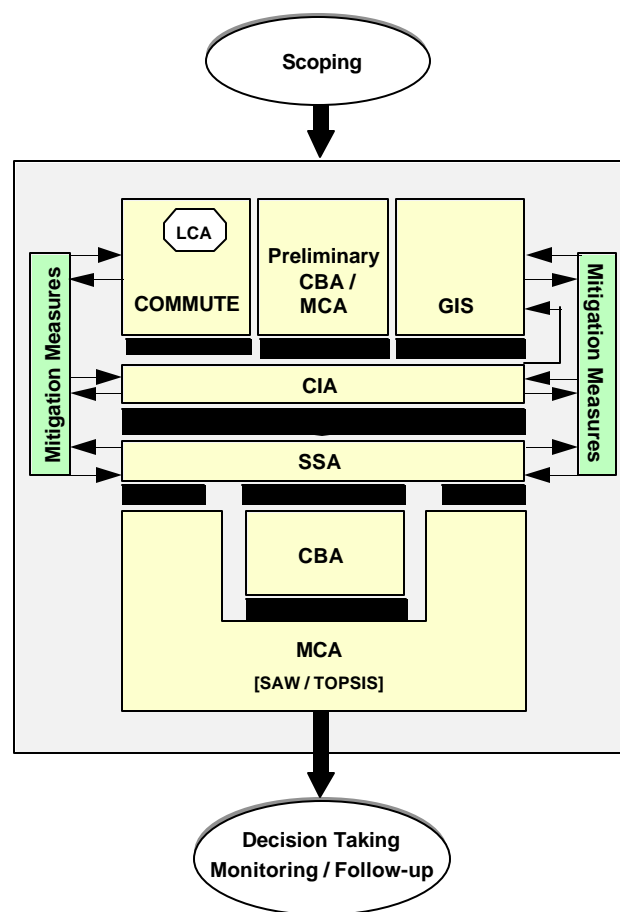 Scoping
LCA
COMMUTE
Preliminary
CBA /
MCA
GIS
Mitigation Measures
Mitigation Measures
CIA
SSA
CBA
MCA
[SAW / TOPSIS]
Decision Taking
Monitoring / Follow-up